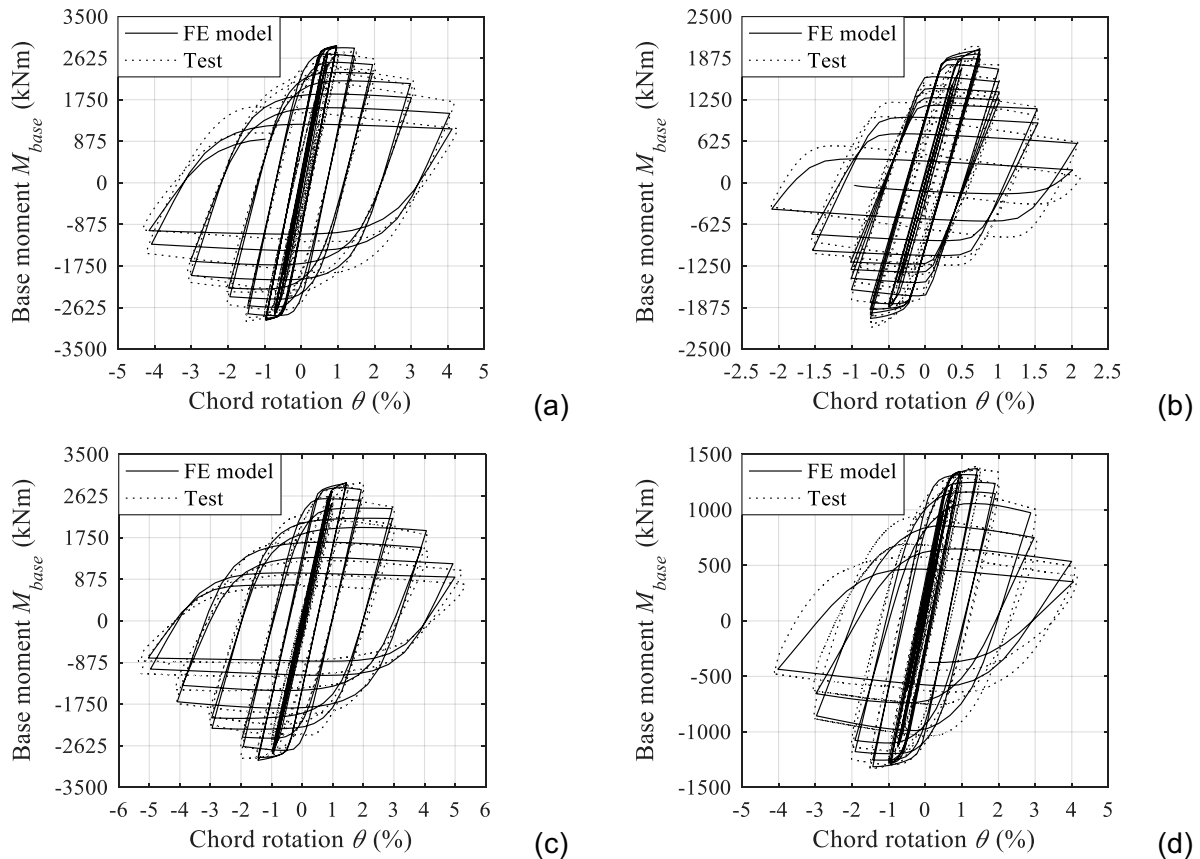 3500
2625
1750
875
0
-875
-1750
-2625
-3500
Base moment M_base (kNm)
FE model
Test
-5 -4 -3 -2 -1 0 1 2 3 4 5
Chord rotation θ (%)
(a)
2500
1875
1250
625
0
-625
-1250
-1875
-2500
Base moment M_base (kNm)
FE model
Test
-2.5 -2 -1.5 -1 -0.5 0 0.5 1 1.5 2 2.5
Chord rotation θ (%)
(b)
3500
2625
1750
875
0
-875
-1750
-2625
-3500
Base moment M_base (kNm)
FE model
Test
-6 -5 -4 -3 -2 -1 0 1 2 3 4 5 6
Chord rotation θ (%)
(c)
1500
1000
500
0
-500
-1000
-1500
Base moment M_base (kNm)
FE model
Test
-5 -4 -3 -2 -1 0 1 2 3 4 5
Chord rotation θ (%)
(d)